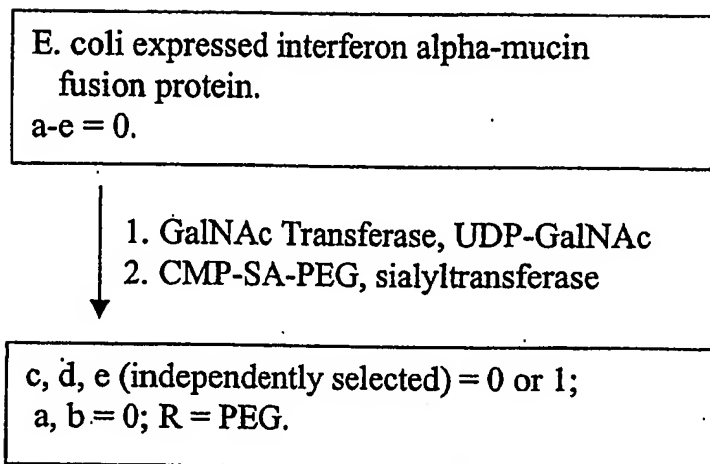 E. coli expressed interferon alpha-mucin
fusion protein.
a-e = 0.
1. GalNAc Transferase, UDP-GalNAc
2. CMP-SA-PEG, sialyltransferase
c, d, e (independently selected) = 0 or 1;
a, b = 0; R = PEG.